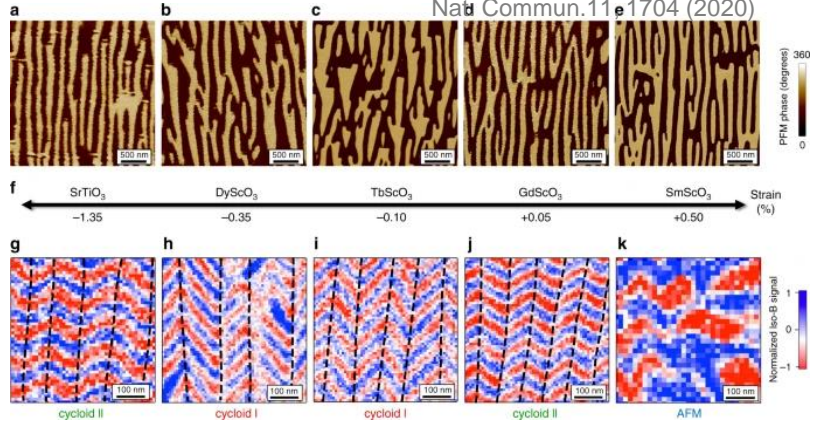 Nat. Commun.11, 1704 (2020)
a b c d e
360
PFM phase (degrees)
0
500 nm 500 nm 500 nm 500 nm 500 nm
f SrTiO₃ DyScO₃ TbScO₃ GdScO₃ SmScO₃ Strain
−1.35 −0.35 −0.10 +0.05 +0.50 (%)
g h i j k
1
0
−1
Normalized Iso-B signal
100 nm 100 nm 100 nm 100 nm 100 nm
cycloid II cycloid I cycloid I cycloid II AFM